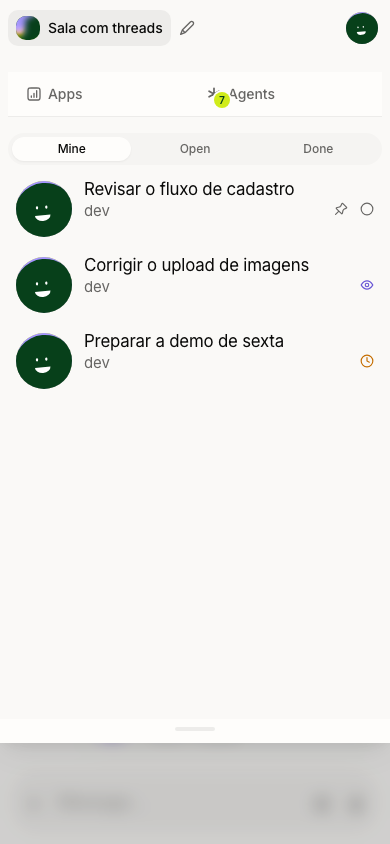 Sala com threads
Apps
7
Agents
Mine
Open
Done
Revisar o fluxo de cadastro
dev
Corrigir o upload de imagens
dev
Preparar a demo de sexta
dev